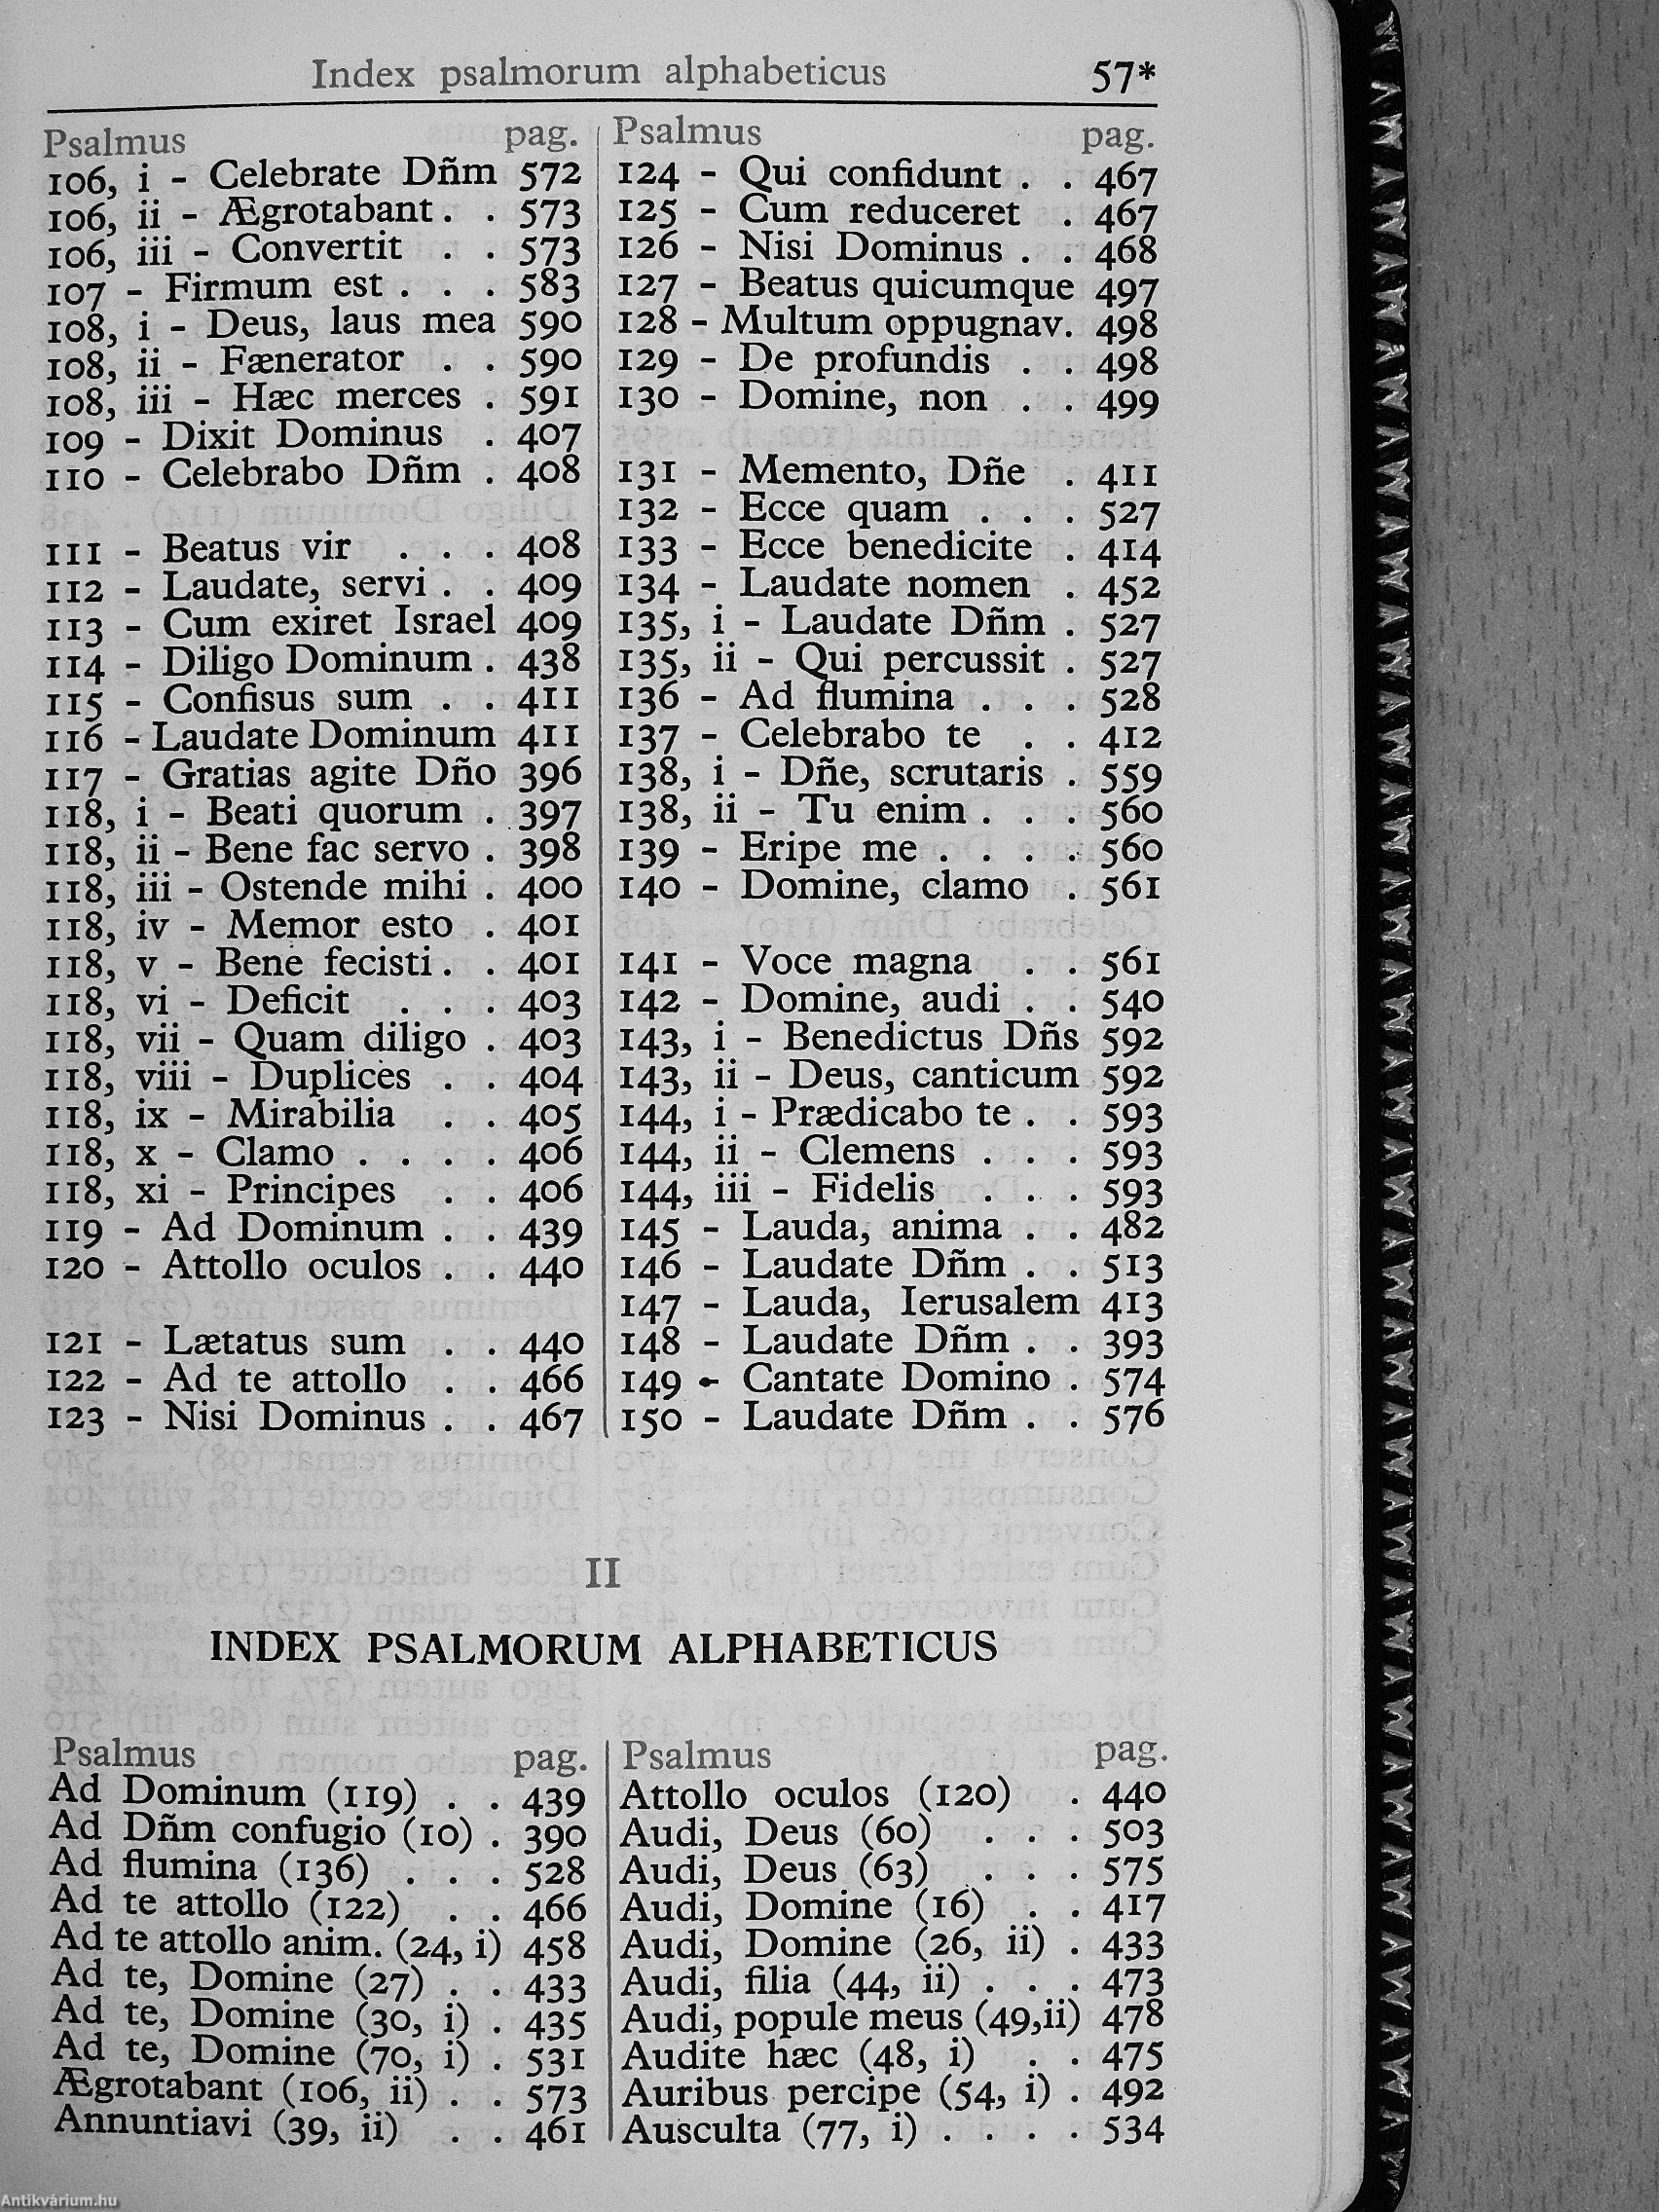 Index psalmorum alphabeticus 57*
Psalmus pag.
106, i - Celebrate Dñm 572
106, ii - Ægrotabant . . 573
106, iii - Convertit . . 573
107 - Firmum est . . . 583
108, i - Deus, laus mea 590
108, ii - Fænerator . . 590
108, iii - Hæc merces . 591
109 - Dixit Dominus . 407
110 - Celebrabo Dñm . 408
111 - Beatus vir . . . 408
112 - Laudate, servi . . 409
113 - Cum exiret Israel 409
114 - Diligo Dominum . 438
115 - Confisus sum . . 411
116 - Laudate Dominum 411
117 - Gratias agite Dño 396
118, i - Beati quorum . 397
118, ii - Bene fac servo . 398
118, iii - Ostende mihi . 400
118, iv - Memor esto . 401
118, v - Bene fecisti . . 401
118, vi - Deficit . . . 403
118, vii - Quam diligo . 403
118, viii - Duplices . . 404
118, ix - Mirabilia . . 405
118, x - Clamo . . . . 406
118, xi - Principes . . 406
119 - Ad Dominum . . 439
120 - Attollo oculos . . 440
121 - Lætatus sum . . 440
122 - Ad te attollo . . 466
123 - Nisi Dominus . . 467
Psalmus pag.
124 - Qui confidunt . . 467
125 - Cum reduceret . 467
126 - Nisi Dominus . . 468
127 - Beatus quicumque 497
128 - Multum oppugnav. 498
129 - De profundis . . 498
130 - Domine, non . . 499
131 - Memento, Dñe . 411
132 - Ecce quam . . . 527
133 - Ecce benedicite . 414
134 - Laudate nomen . 452
135, i - Laudate Dñm . 527
135, ii - Qui percussit . 527
136 - Ad flumina . . . 528
137 - Celebrabo te . . 412
138, i - Dñe, scrutaris . 559
138, ii - Tu enim . . . 560
139 - Eripe me . . . . 560
140 - Domine, clamo . 561
141 - Voce magna . . 561
142 - Domine, audi . . 540
143, i - Benedictus Dñs 592
143, ii - Deus, canticum 592
144, i - Prædicabo te . . 593
144, ii - Clemens . . . 593
144, iii - Fidelis . . . 593
145 - Lauda, anima . . 482
146 - Laudate Dñm . . 513
147 - Lauda, Ierusalem 413
148 - Laudate Dñm . . 393
149 - Cantate Domino . 574
150 - Laudate Dñm . . 576
II
INDEX PSALMORUM ALPHABETICUS
Psalmus pag.
Ad Dominum (119) . . 439
Ad Dñm confugio (10) . 390
Ad flumina (136) . . . 528
Ad te attollo (122) . . 466
Ad te attollo anim. (24, i) 458
Ad te, Domine (27) . . 433
Ad te, Domine (30, i) . 435
Ad te, Domine (70, i) . 531
Ægrotabant (106, ii) . . 573
Annuntiavi (39, ii) . . 461
Psalmus pag.
Attollo oculos (120) . 440
Audi, Deus (60) . . . 503
Audi, Deus (63) . . . 575
Audi, Domine (16) . . 417
Audi, Domine (26, ii) . 433
Audi, filia (44, ii) . . . 473
Audi, popule meus (49,ii) 478
Audite hæc (48, i) . . 475
Auribus percipe (54, i) . 492
Ausculta (77, i) . . . . 534
Antikvárium.hu